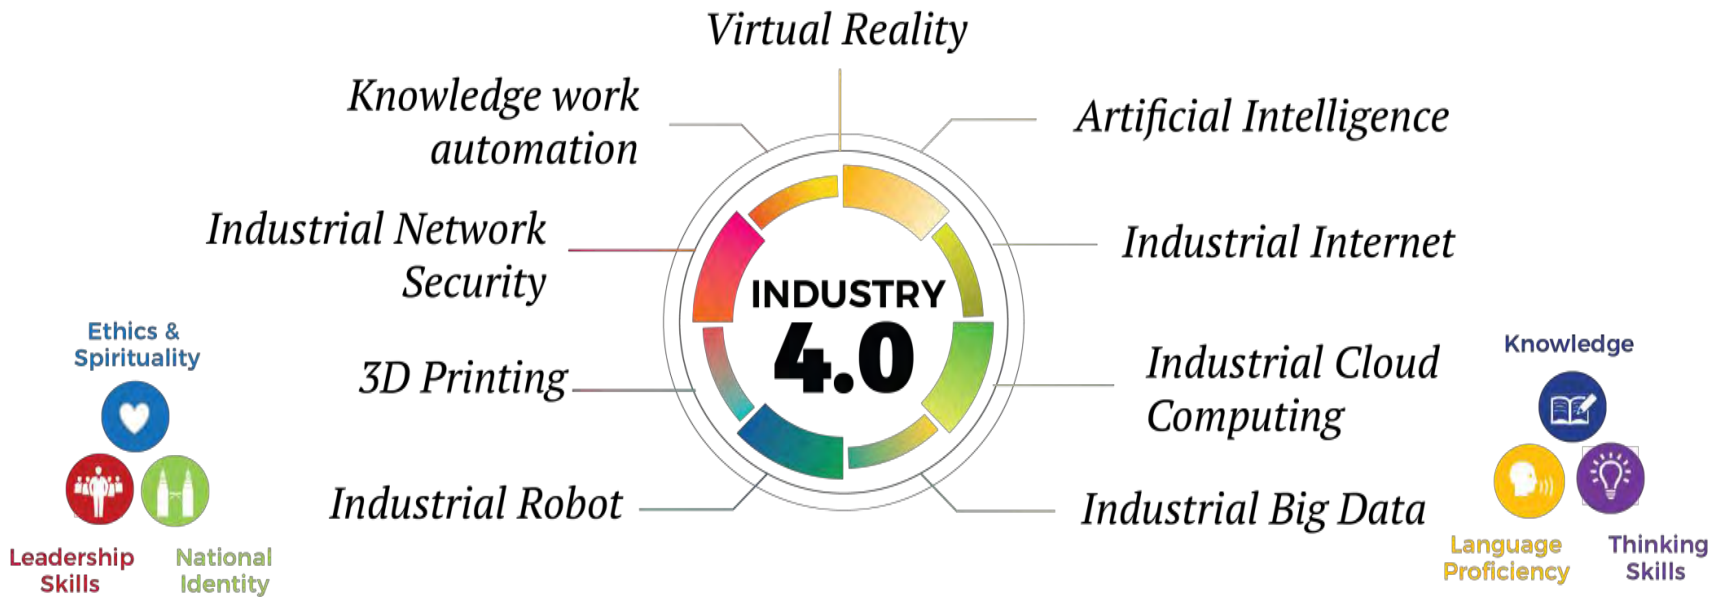 Virtual Reality
Knowledge work
automation
Artificial Intelligence
Industrial Network
Security
Industrial Internet
INDUSTRY
4.0
3D Printing
Industrial Cloud
Computing
Industrial Robot
Industrial Big Data
Ethics &
Spirituality
Leadership
Skills
National
Identity
Knowledge
Language
Proficiency
Thinking
Skills